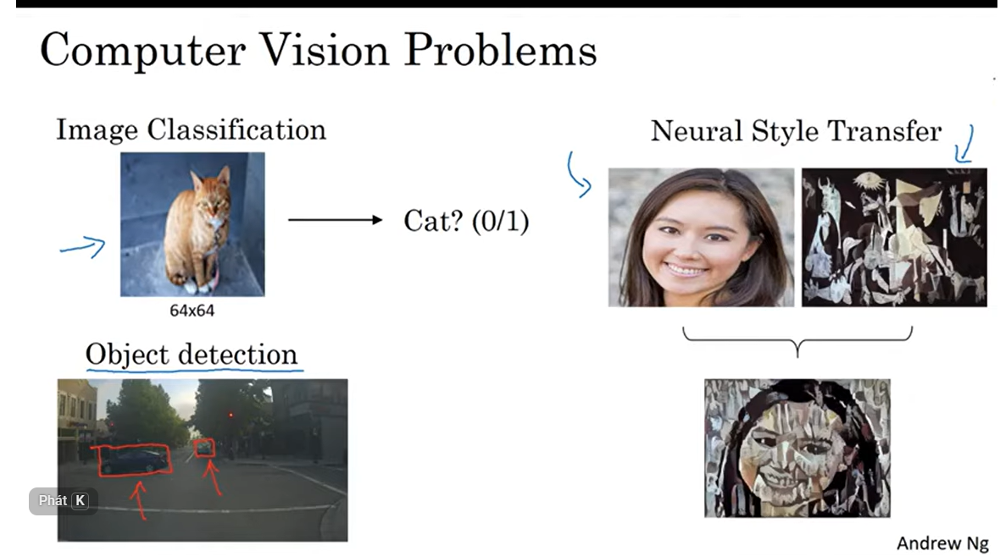 Computer Vision Problems
Image Classification
Cat? (0/1)
64x64
Neural Style Transfer
Object detection
Phát K
Andrew Ng